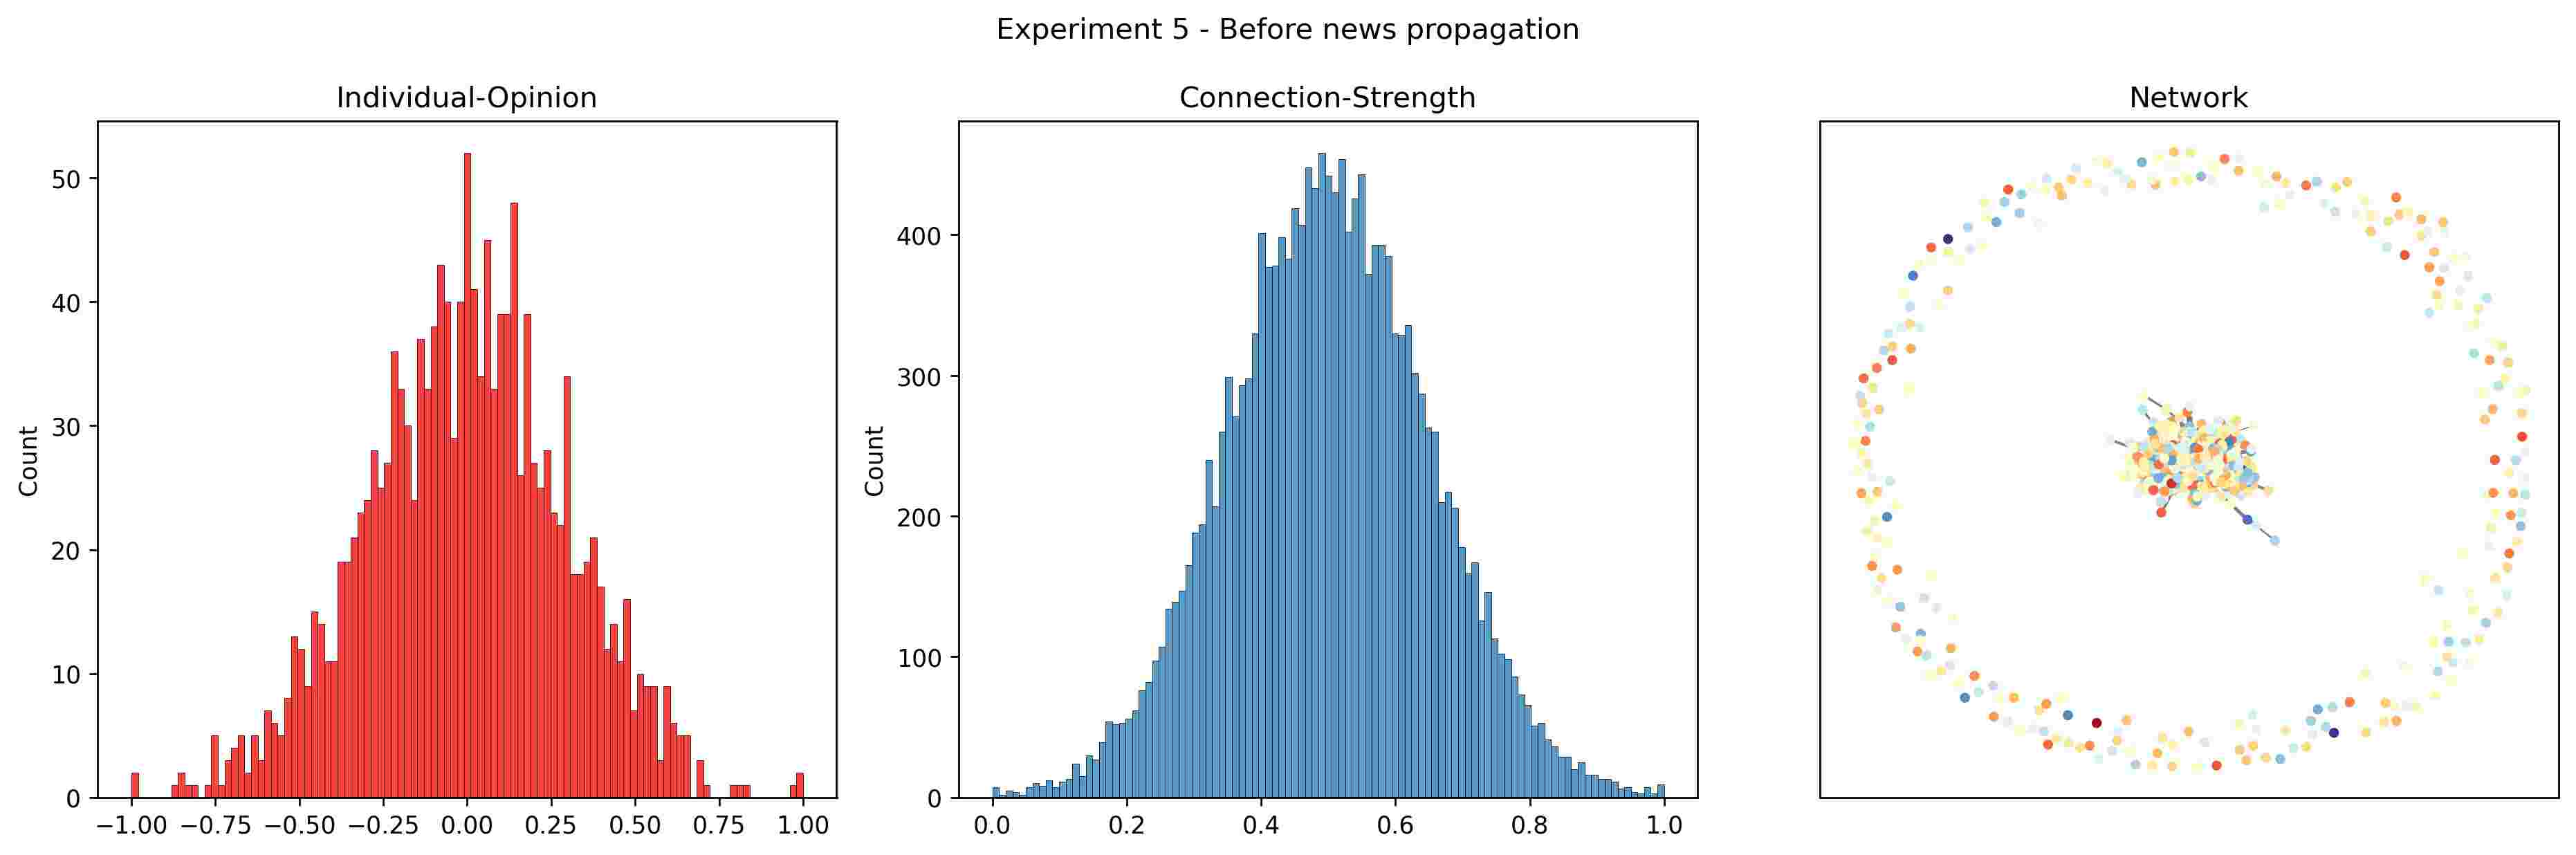 Experiment 5 - Before news propagation
Individual-Opinion
Count
50
40
30
20
10
0
−1.00 −0.75 −0.50 −0.25 0.00 0.25 0.50 0.75 1.00
Connection-Strength
Count
400
300
200
100
0
0.0 0.2 0.4 0.6 0.8 1.0
Network